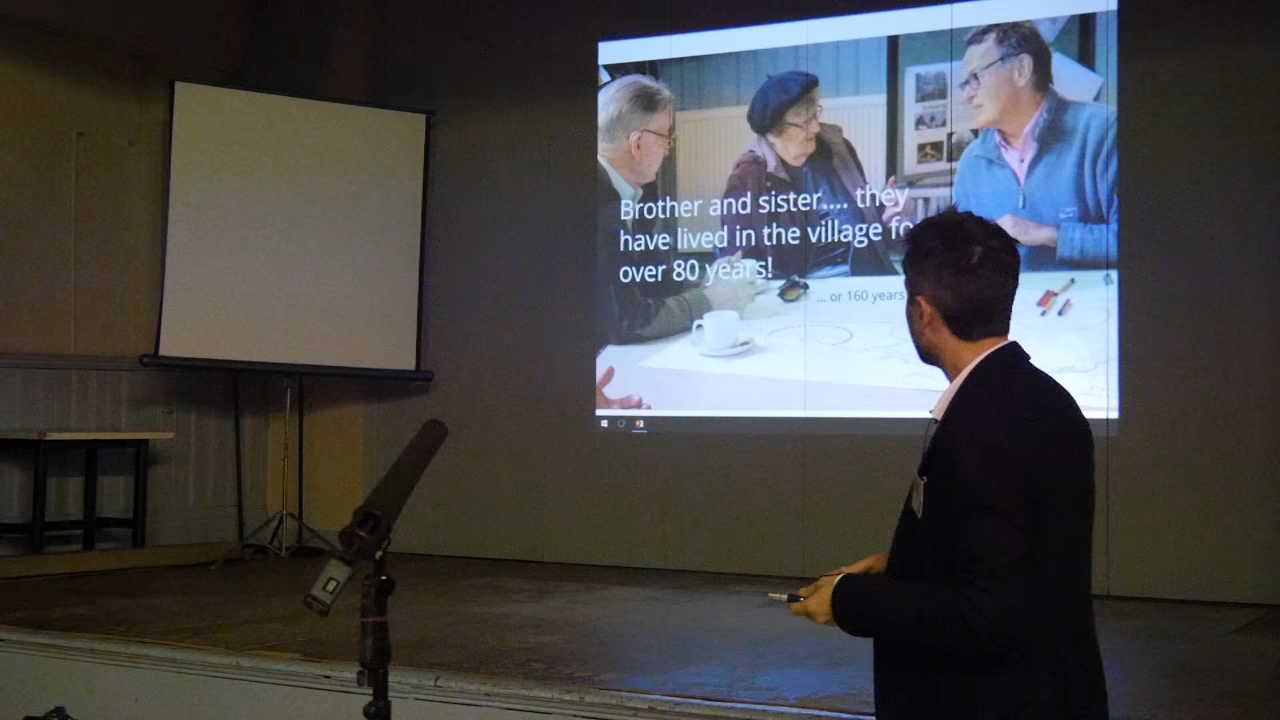 Brother and sister.... they
have lived in the village fo
over 80 years!
... or 160 years